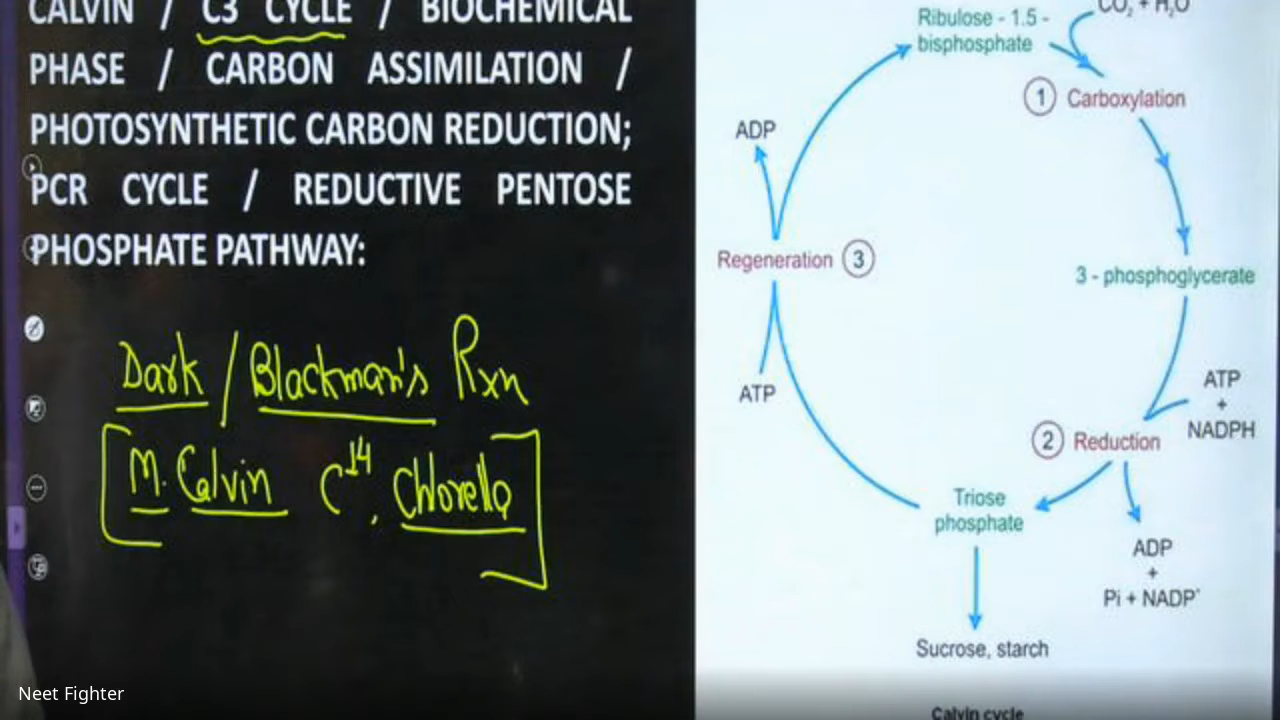 CALVIN / C3 CYCLE / BIOCHEMICAL
PHASE / CARBON ASSIMILATION /
PHOTOSYNTHETIC CARBON REDUCTION;
PCR CYCLE / REDUCTIVE PENTOSE
PHOSPHATE PATHWAY:
Dark / Blackman's Rxn
M. Calvin C14, Chlorella
Ribulose - 1.5 -
bisphosphate
CO2 + H2O
1 Carboxylation
ADP
Regeneration 3
3 - phosphoglycerate
ATP
ATP
+
NADPH
2 Reduction
Triose
phosphate
ADP
+
Pi + NADP+
Sucrose, starch
Calvin cycle
Neet Fighter